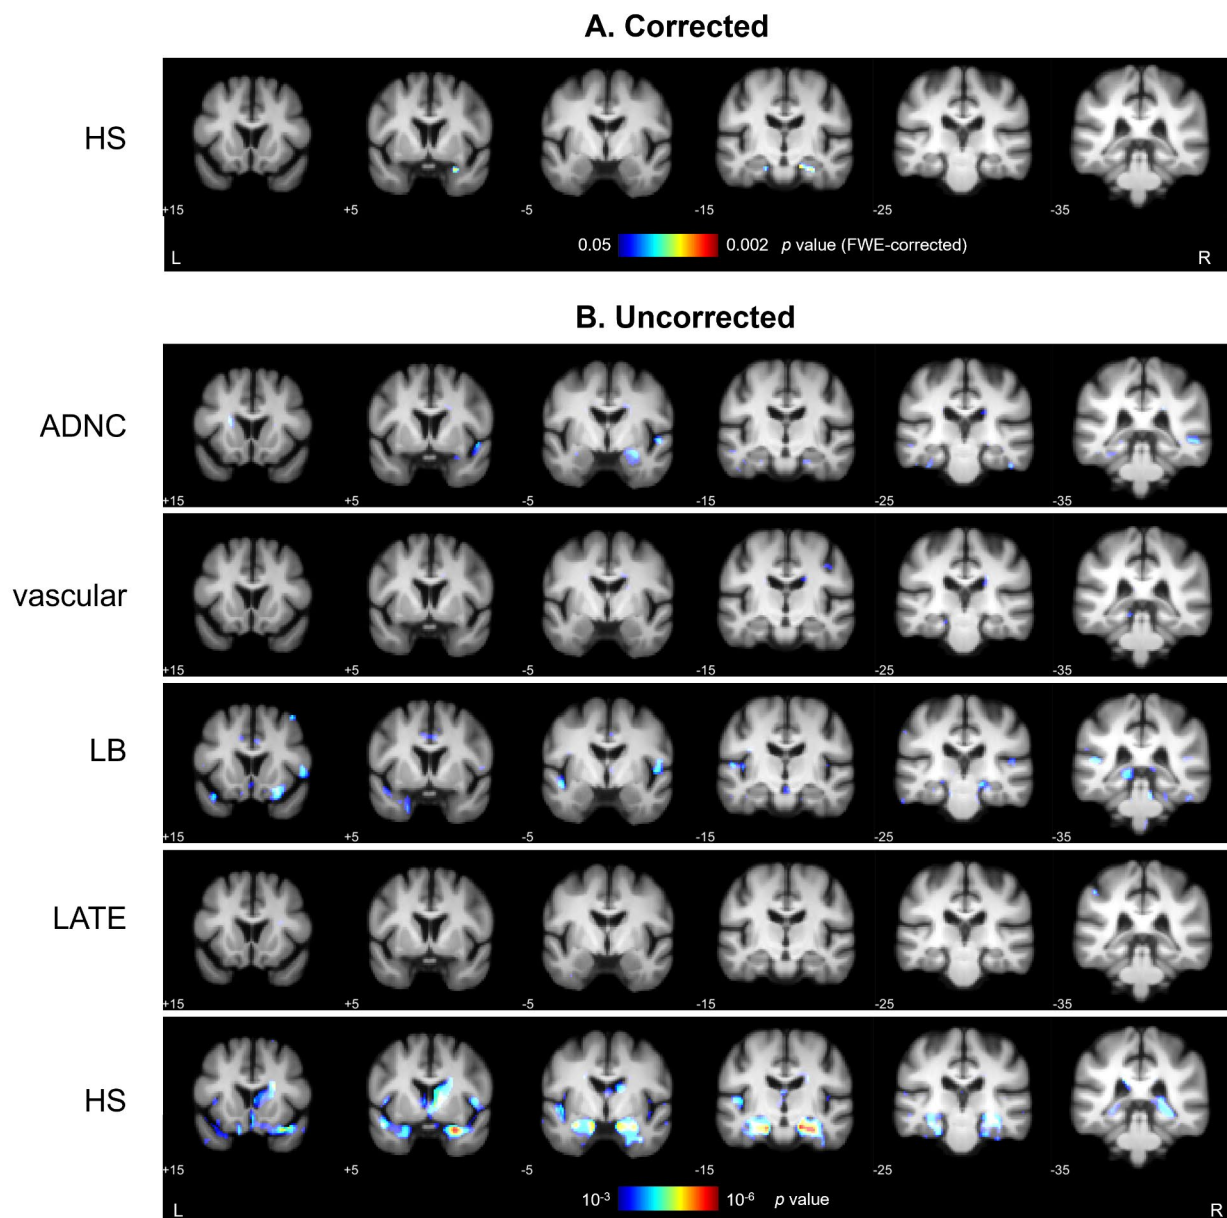 A. Corrected
HS
+15 +5 -5 -15 -25 -35
0.05 0.002 p value (FWE-corrected)
L R
B. Uncorrected
ADNC
+15 +5 -5 -15 -25 -35
vascular
+15 +5 -5 -15 -25 -35
LB
+15 +5 -5 -15 -25 -35
LATE
+15 +5 -5 -15 -25 -35
HS
+15 +5 -5 -15 -25 -35
10⁻³ 10⁻⁶ p value
L R